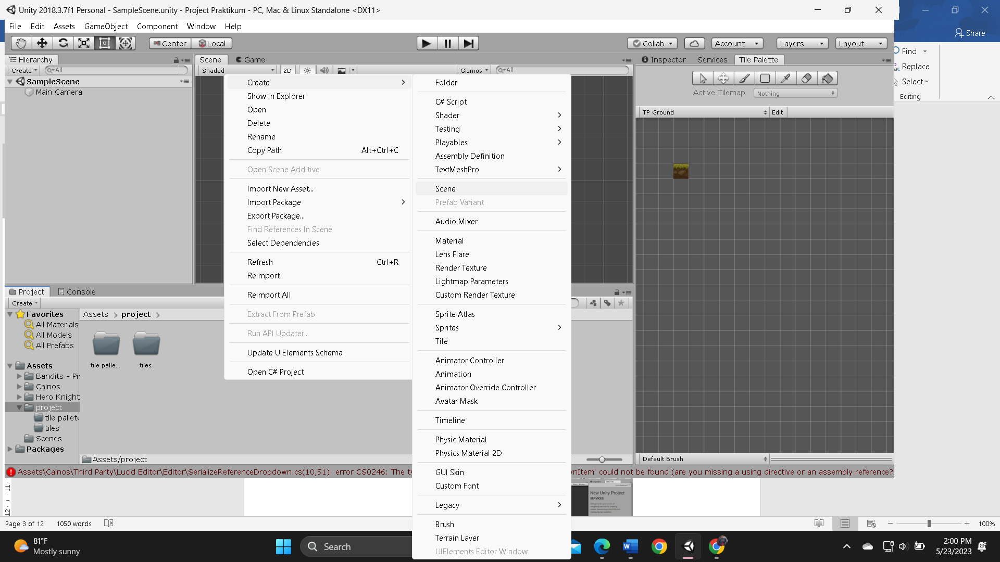 Unity 2018.3.7f1 Personal - SampleScene.unity - Project Praktikum - PC, Mac & Linux Standalone <DX11>
File Edit Assets GameObject Component Window Help
Share
Center Local Collab Account Layers Layout
Find
Replace
Select
Editing
Hierarchy
Create All
SampleScene
Main Camera
Scene Game
Shaded 2D Gizmos All
Inspector Services Tile Palette
Active Tilemap Nothing
TP Ground Edit
Default Brush
Create
Show in Explorer
Open
Delete
Rename
Copy Path Alt+Ctrl+C
Open Scene Additive
Import New Asset...
Import Package
Export Package...
Find References In Scene
Select Dependencies
Refresh Ctrl+R
Reimport
Reimport All
Extract From Prefab
Run API Updater...
Update UIElements Schema
Open C# Project
Folder
C# Script
Shader
Testing
Playables
Assembly Definition
TextMeshPro
Scene
Prefab Variant
Audio Mixer
Material
Lens Flare
Render Texture
Lightmap Parameters
Custom Render Texture
Sprite Atlas
Sprites
Tile
Animator Controller
Animation
Animator Override Controller
Avatar Mask
Timeline
Physic Material
Physics Material 2D
GUI Skin
Custom Font
Legacy
Brush
Terrain Layer
UIElements Editor Window
Project Console
Create
Favorites
All Materials
All Models
All Prefabs
Assets
Bandits - Pi
Cainos
Hero Knight
project
tile pallete
tiles
Scenes
Packages
Assets project
tile palle... tiles
Assets/project
Assets\Cainos\Third Party\Lucid Editor\Editor\SerializeReferenceDropdown.cs(10,51): error CS0246: The ty
nItem' could not be found (are you missing a using directive or an assembly reference?
11
12
New Unity Project
SERVICES
Page 3 of 12 1050 words 100%
81°F
Mostly sunny
Search
2:00 PM
5/23/2023